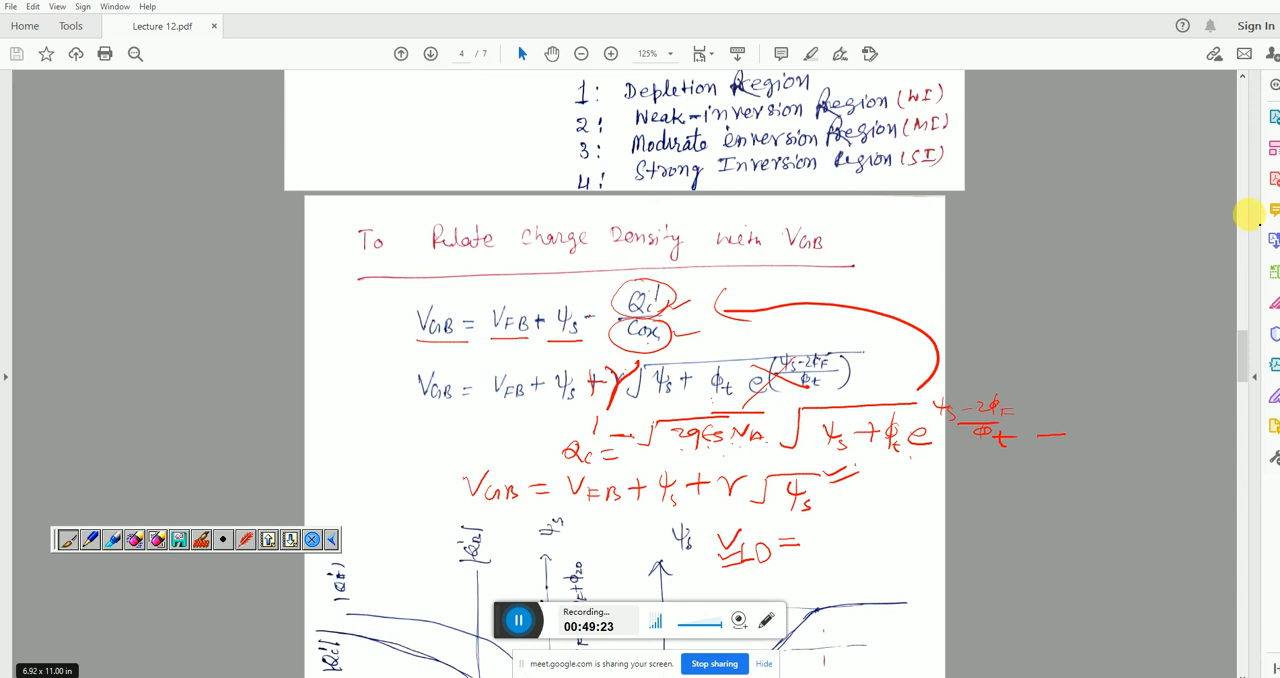 File Edit View Sign Window Help
Home Tools Lecture 12.pdf × Sign In
4 / 7 125%
1: Depletion Region
2: Weak-inversion Region (WI)
3: Moderate inversion Region (MI)
4: Strong Inversion Region (SI)
To Relate Charge Density with VGB
VGB = VFB + ψs - Qc' / Cox
VGB = VFB + ψs + γ √ ψs + ϕt e (ψs-2ϕF / ϕt)
Qc' = - √ 2qεsNA √ ψs + ϕt e ψs - 2ϕF / ϕt —
VGB = VFB + ψs + γ √ ψs
ψs V1D =
|QB'|
|Qc'|
Recording...
00:49:23
meet.google.com is sharing your screen. Stop sharing Hide
6.92 x 11.00 in